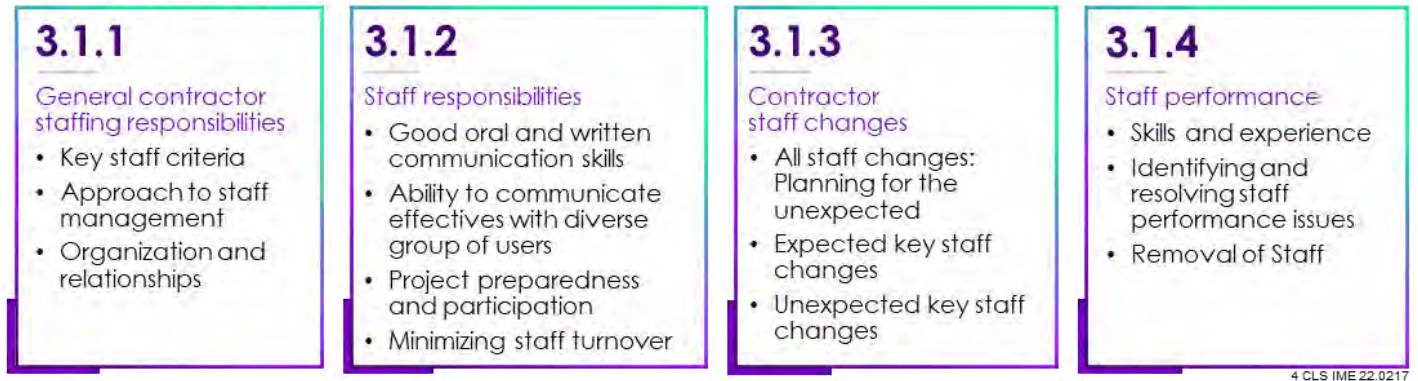 3.1.1
General contractor
staffing responsibilities
• Key staff criteria
• Approach to staff
management
• Organization and
relationships
3.1.2
Staff responsibilities
• Good oral and written
communication skills
• Ability to communicate
effectives with diverse
group of users
• Project preparedness
and participation
• Minimizing staff turnover
3.1.3
Contractor
staff changes
• All staff changes:
Planning for the
unexpected
• Expected key staff
changes
• Unexpected key staff
changes
3.1.4
Staff performance
• Skills and experience
• Identifying and
resolving staff
performance issues
• Removal of Staff
4 CLS IME 22.0217